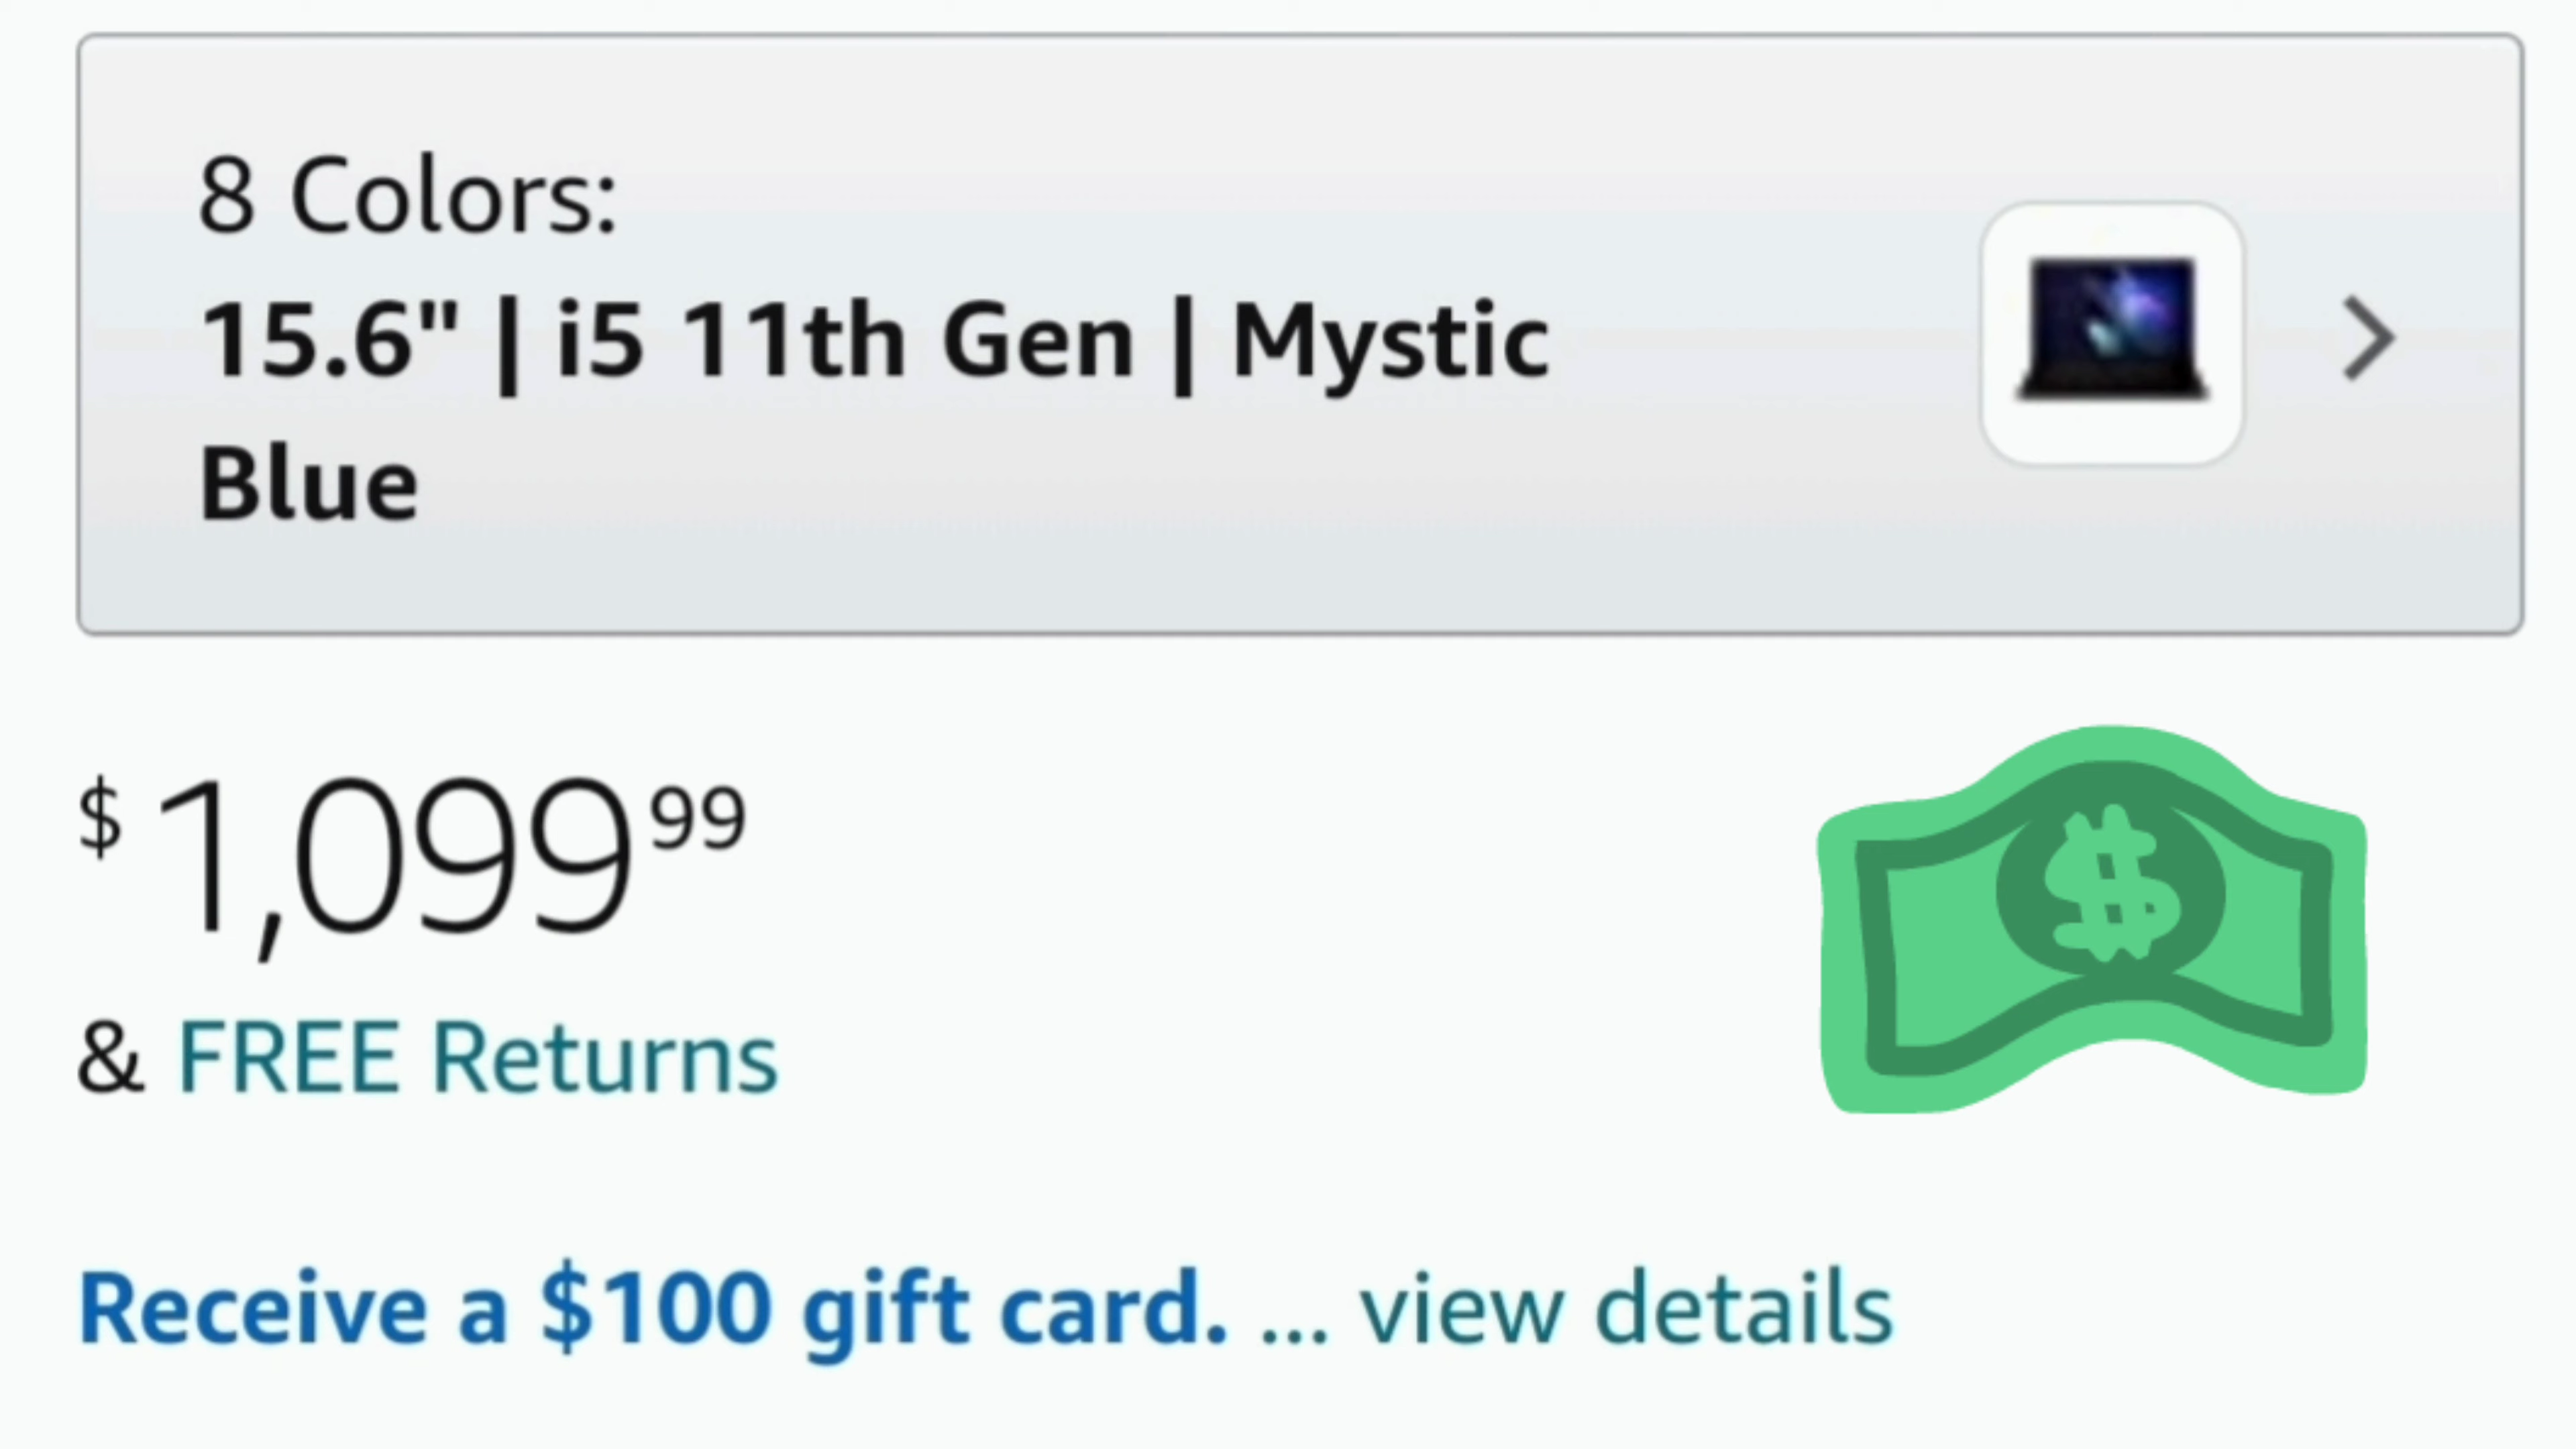 8 Colors:
15.6" | i5 11th Gen | Mystic
Blue
$1,099 99
& FREE Returns
$
Receive a $100 gift card. ... view details